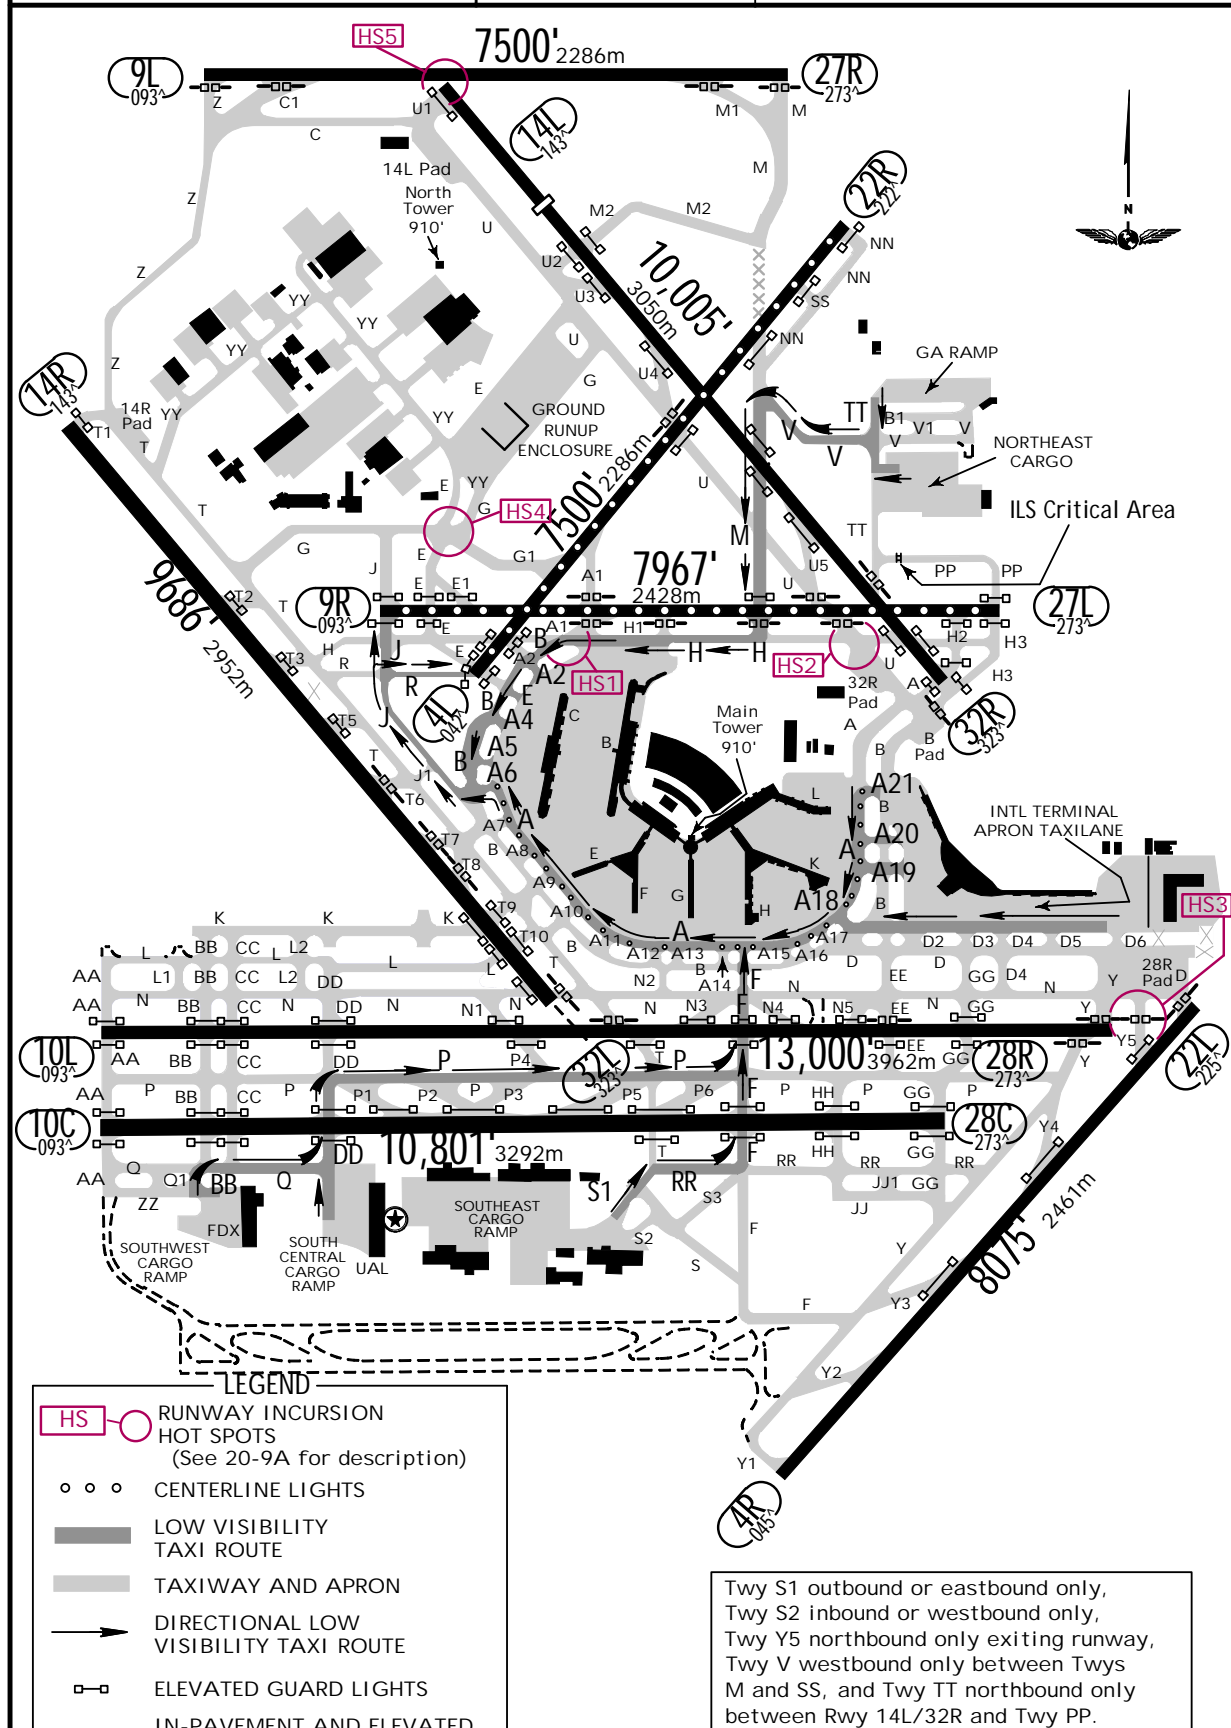 HS5
7500' 2286m
9L
093^
27R
273^
Z
C1
U1
M1
M
C
14L
143^
14L Pad
North
Tower
910'
M
22R
222^
N
Z
U
M2
M2
NN
U2
10,005'
3050m
Z
YY
U3
NN
SS
YY
YY
U
NN
GA RAMP
Z
U4
14R
143^
E
G
14R
Pad
YY
T1
YY
GROUND
RUNUP
ENCLOSURE
TT
B1
V
V1
V
V
V
NORTHEAST
CARGO
T
T
E
YY
G
HS4
7500' 2286m
U
ILS Critical Area
M
TT
G
E
G1
U5
9686'
2952m
J
A1
7967'
2428m
U
PP
PP
T2
T
9R
093^
E
E1
27L
273^
H
J
E
E
A1
H1
B
H
H
HS2
U
H2
H3
T3
R
R
A2
A2
HS1
32R
Pad
A
H3
4L
042^
B
E
A4
C
B
Main
Tower
910'
A
B
B
Pad
32R
323^
T5
J
A5
B
A6
T
J1
L
A21
B
INTL TERMINAL
APRON TAXILANE
T6
A7
A
A20
T7
B
A8
E
K
A
A19
T8
A9
F
G
H
A18
B
HS3
K
K
K
T9
A10
A11
A
A17
BB
CC
L2
T10
B
A12
A13
A15
A16
D2
D3
D4
D5
D6
L
L
L
L
T
B
A14
F
D
D
28R
Pad
D
AA
L1
BB
CC
L2
DD
N2
EE
GG
D4
Y
AA
N
BB
CC
N
DD
N
N1
N
N
N3
F
N4
N
N5
EE
N
GG
N
Y
10L
093^
AA
BB
CC
DD
P
P4
32L
323^
T
P
13,000' 3962m
EE
GG
28R
273^
Y
Y5
22L
225^
AA
P
BB
CC
P
P1
P2
P
P3
P5
P6
F
P
HH
P
GG
P
10C
093^
28C
273^
Y4
10,801' 3292m
DD
T
F
HH
GG
AA
Q
Q1
BB
Q
S1
RR
RR
RR
RR
ZZ
S3
JJ1
GG
JJ
FDX
SOUTHEAST
CARGO
RAMP
2461m
SOUTHWEST
CARGO
RAMP
SOUTH
CENTRAL
CARGO
RAMP
UAL
S2
F
Y
S
8075'
F
Y3
Y2
Y1
4R
045^
LEGEND
HS
RUNWAY INCURSION
HOT SPOTS
(See 20-9A for description)
CENTERLINE LIGHTS
LOW VISIBILITY
TAXI ROUTE
TAXIWAY AND APRON
DIRECTIONAL LOW
VISIBILITY TAXI ROUTE
ELEVATED GUARD LIGHTS
IN-PAVEMENT AND ELEVATED
Twy S1 outbound or eastbound only,
Twy S2 inbound or westbound only,
Twy Y5 northbound only exiting runway,
Twy V westbound only between Twys
M and SS, and Twy TT northbound only
between Rwy 14L/32R and Twy PP.